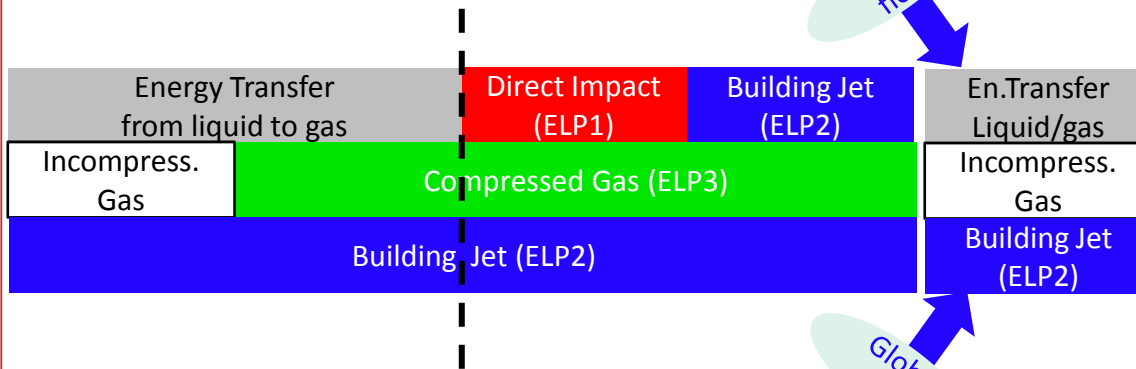 Energy Transfer
from liquid to gas
Direct Impact
(ELP1)
Building Jet
(ELP2)
En.Transfer
Liquid/gas
Incompress.
Gas
Compressed Gas (ELP3)
Incompress.
Gas
Building Jet (ELP2)
Building Jet
(ELP2)